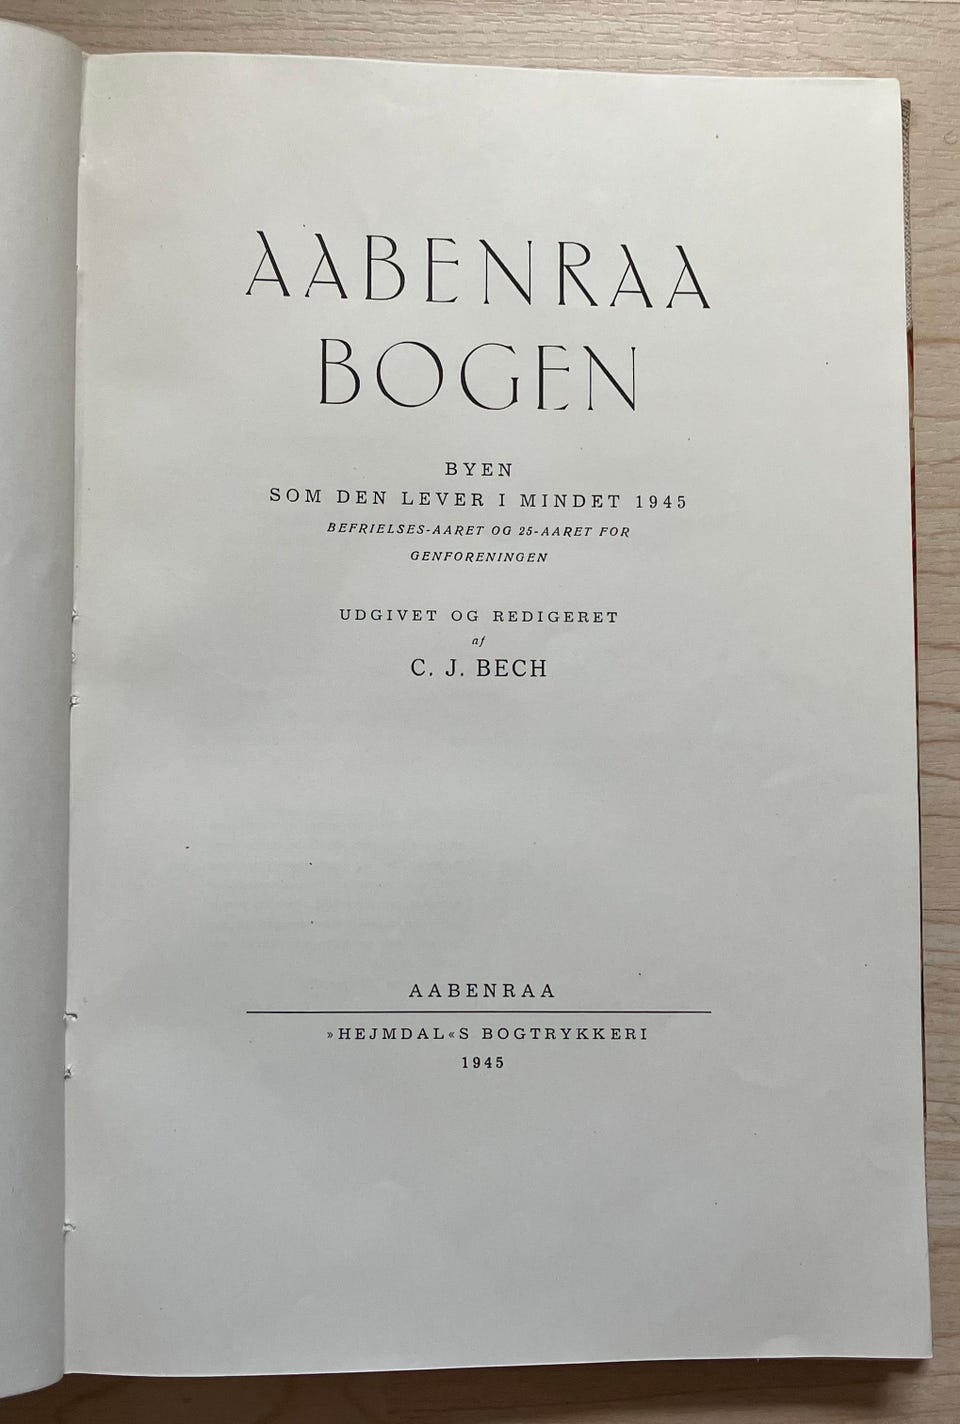 AABENRAA
BOGEN
BYEN
SOM DEN LEVER I MINDET 1945
BEFRIELSES-AARET OG 25-AARET FOR
GENFORENINGEN
UDGIVET OG REDIGERET
af
C. J. BECH
AABENRAA
»HEJMDAL«S BOGTRYKKERI
1945